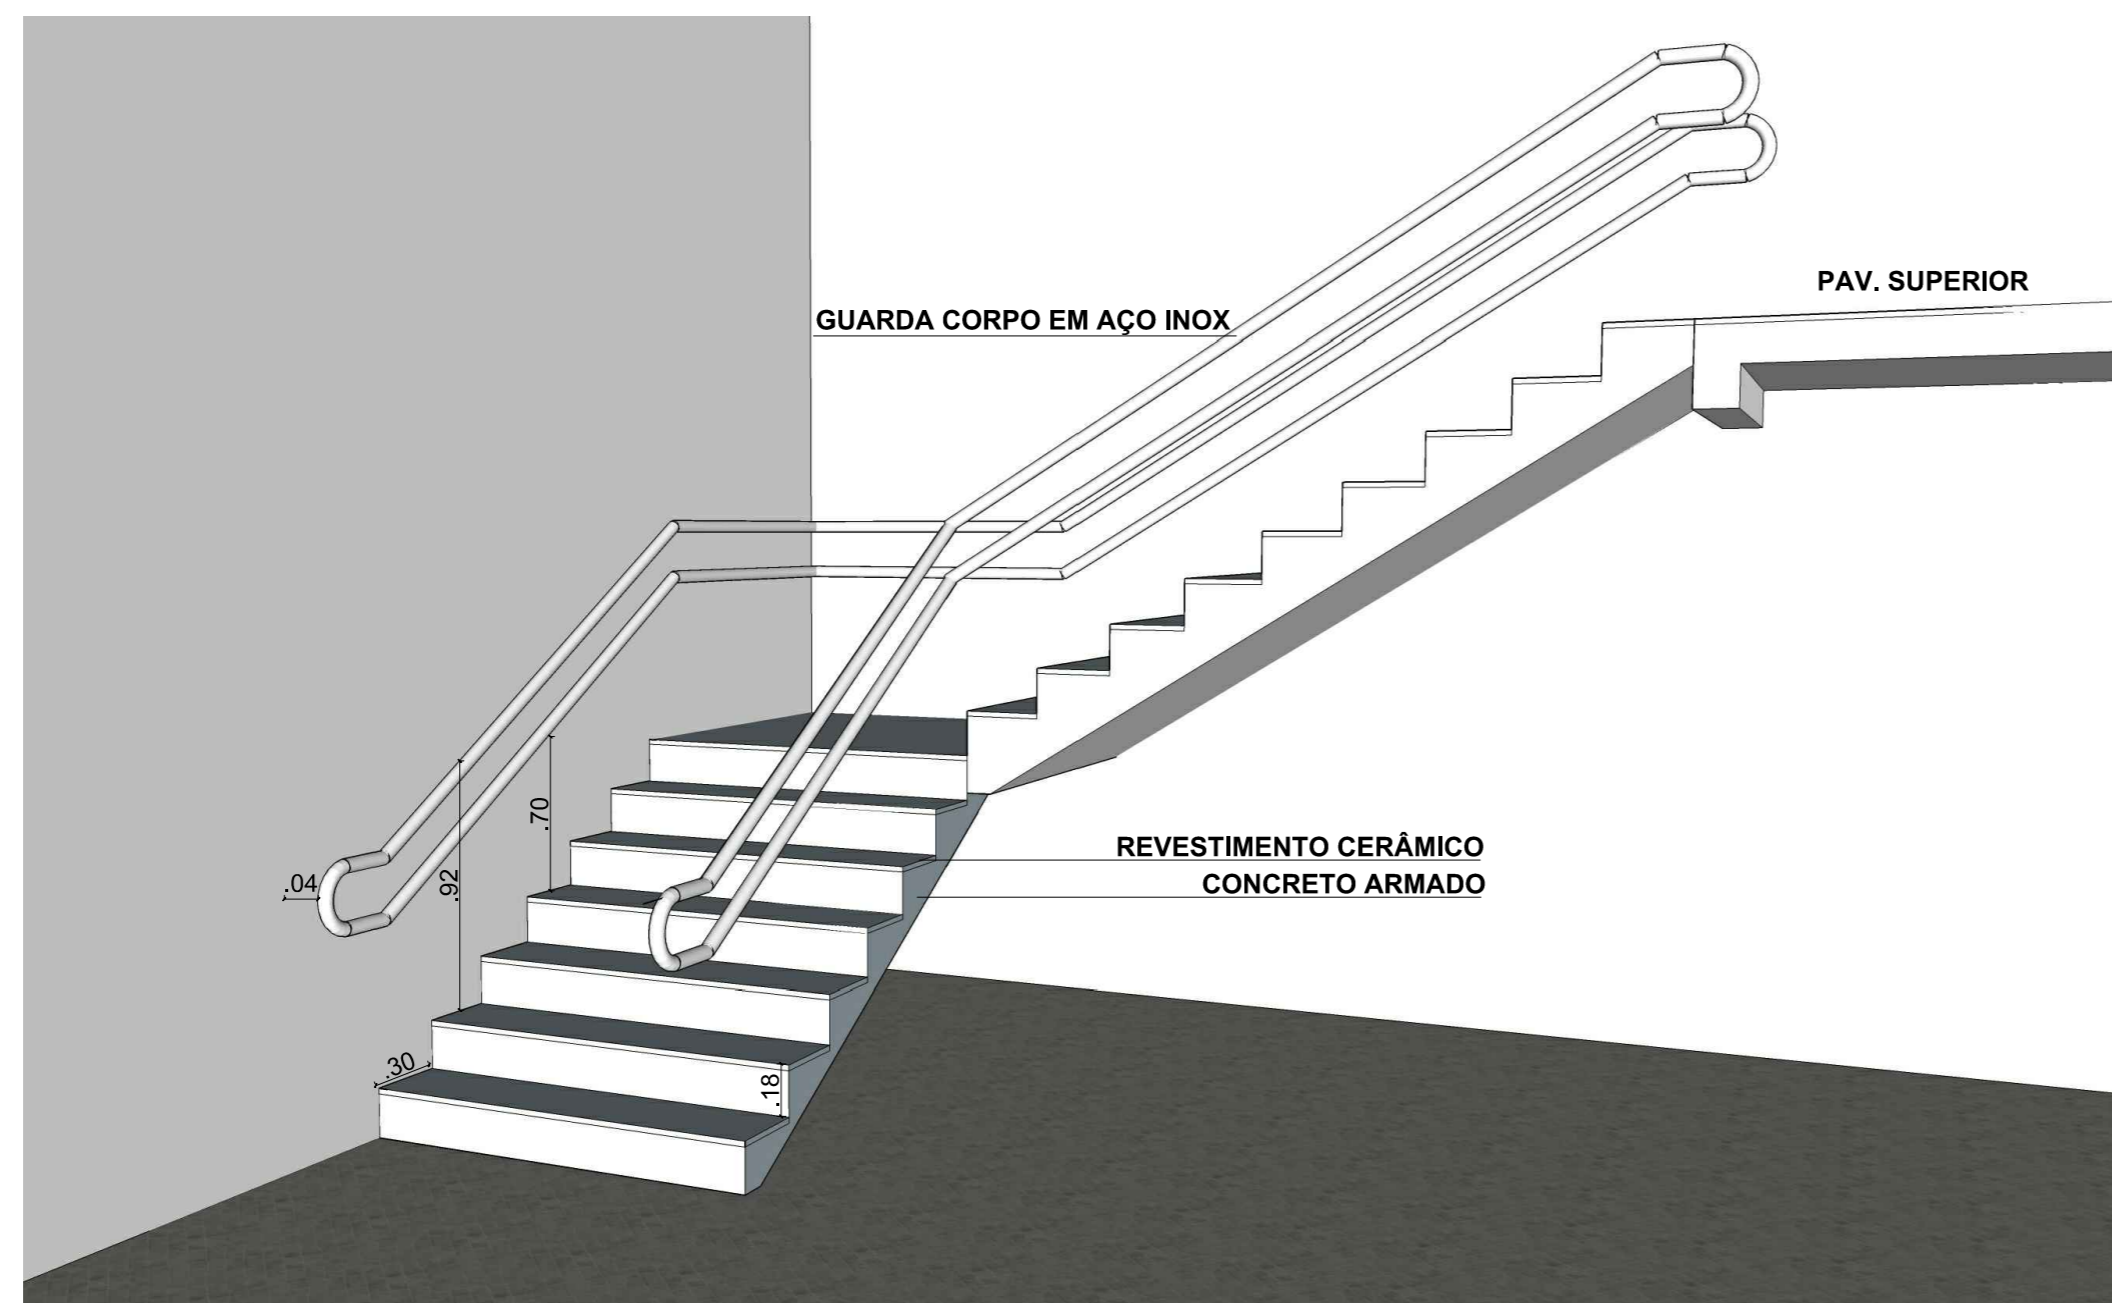 PAV. SUPERIOR
GUARDA CORPO EM AÇO INOX
.70
REVESTIMENTO CERÂMICO
.04
.92
CONCRETO ARMADO
.30
.18